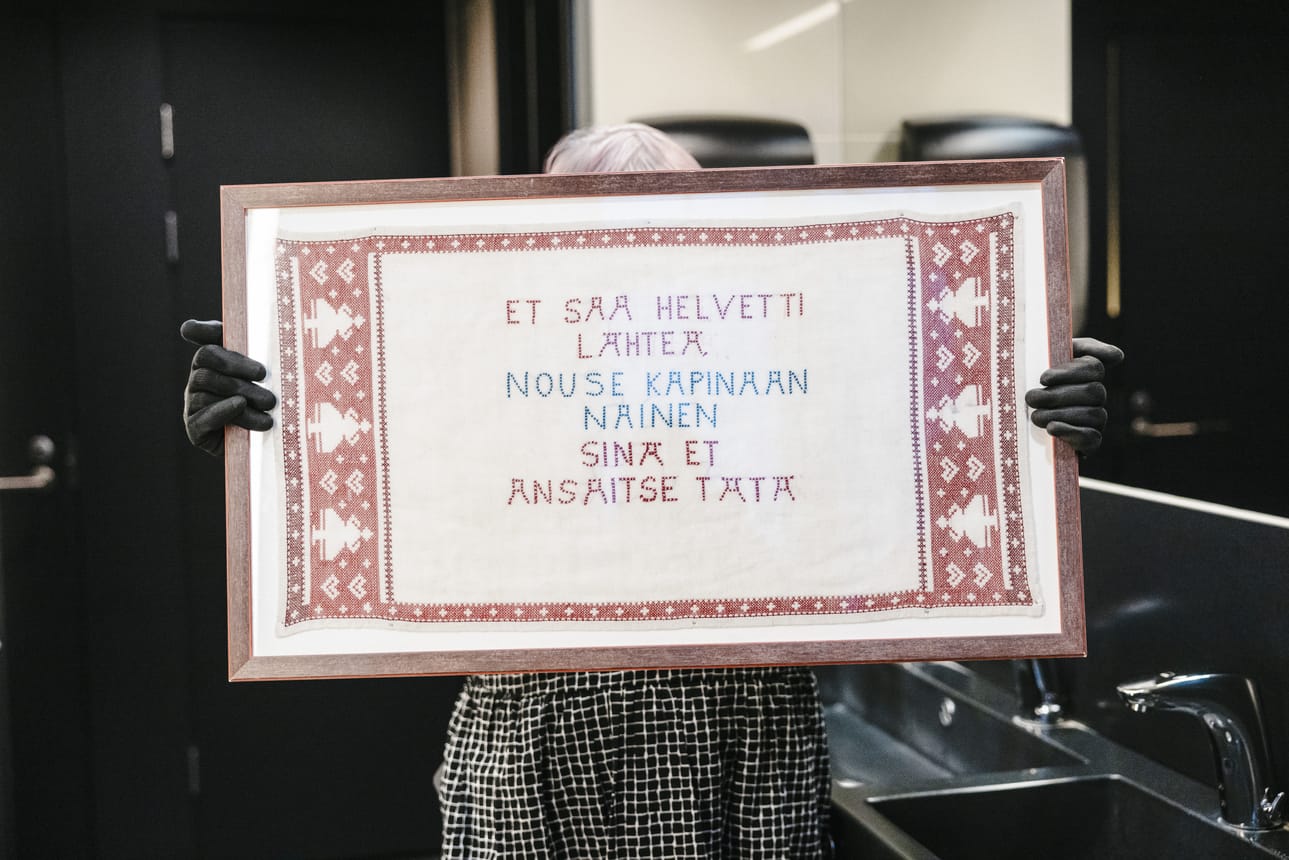 ET SAA HELVETTI
LÄHTEÄ,
NOUSE KAPINAAN
NAINEN
SINÄ ET
ANSAITSE TÄTÄ